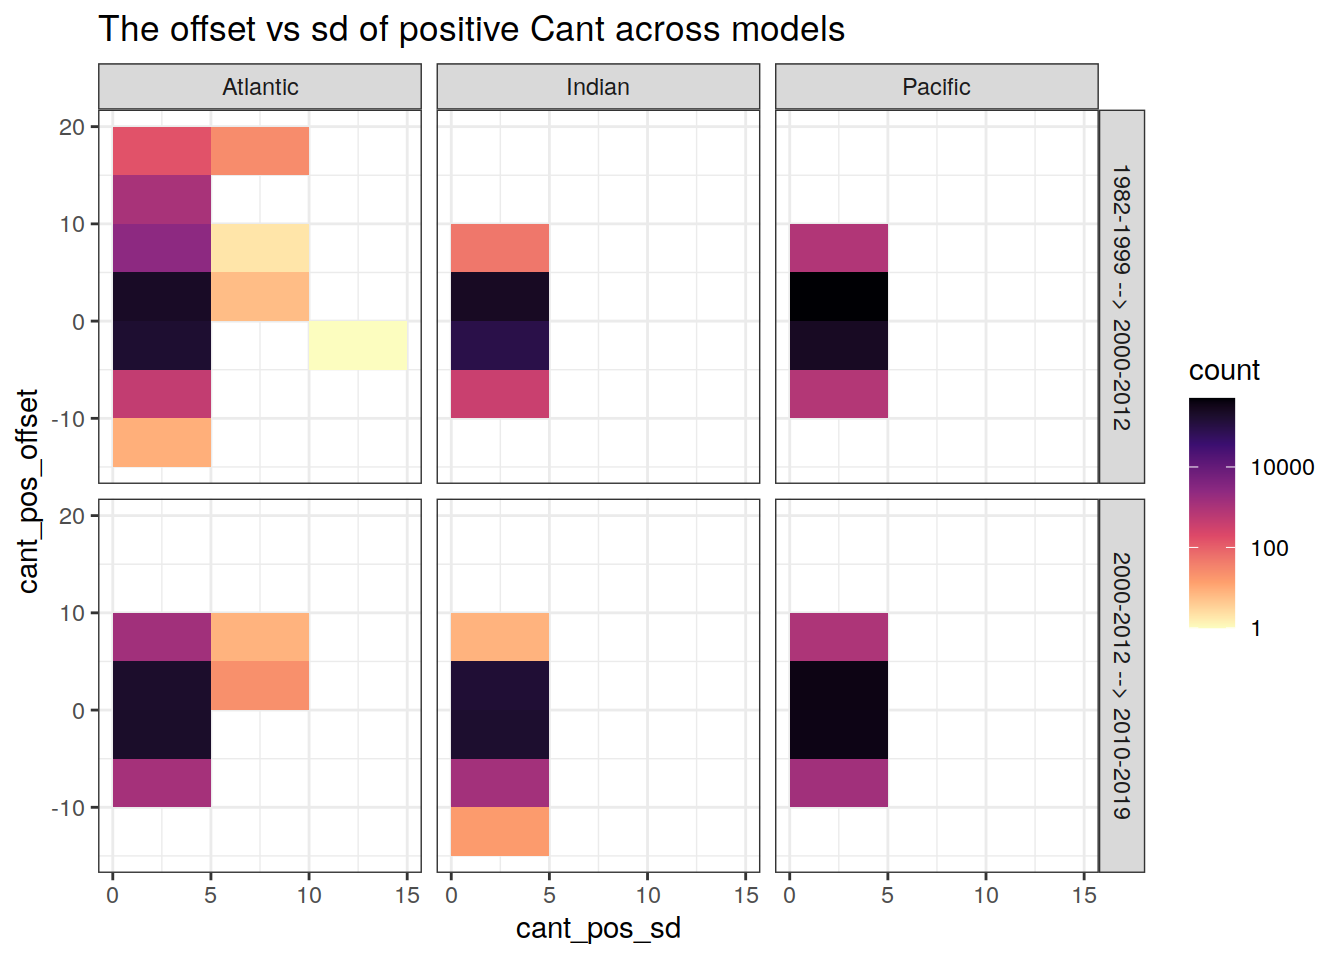 The offset vs sd of positive Cant across models
Atlantic
Indian
Pacific
20
10
0
-10
1982-1999 --> 2000-2012
20
10
0
-10
2000-2012 --> 2010-2019
0
5
10
15
0
5
10
15
0
5
10
15
cant_pos_sd
cant_pos_offset
count
10000
100
1